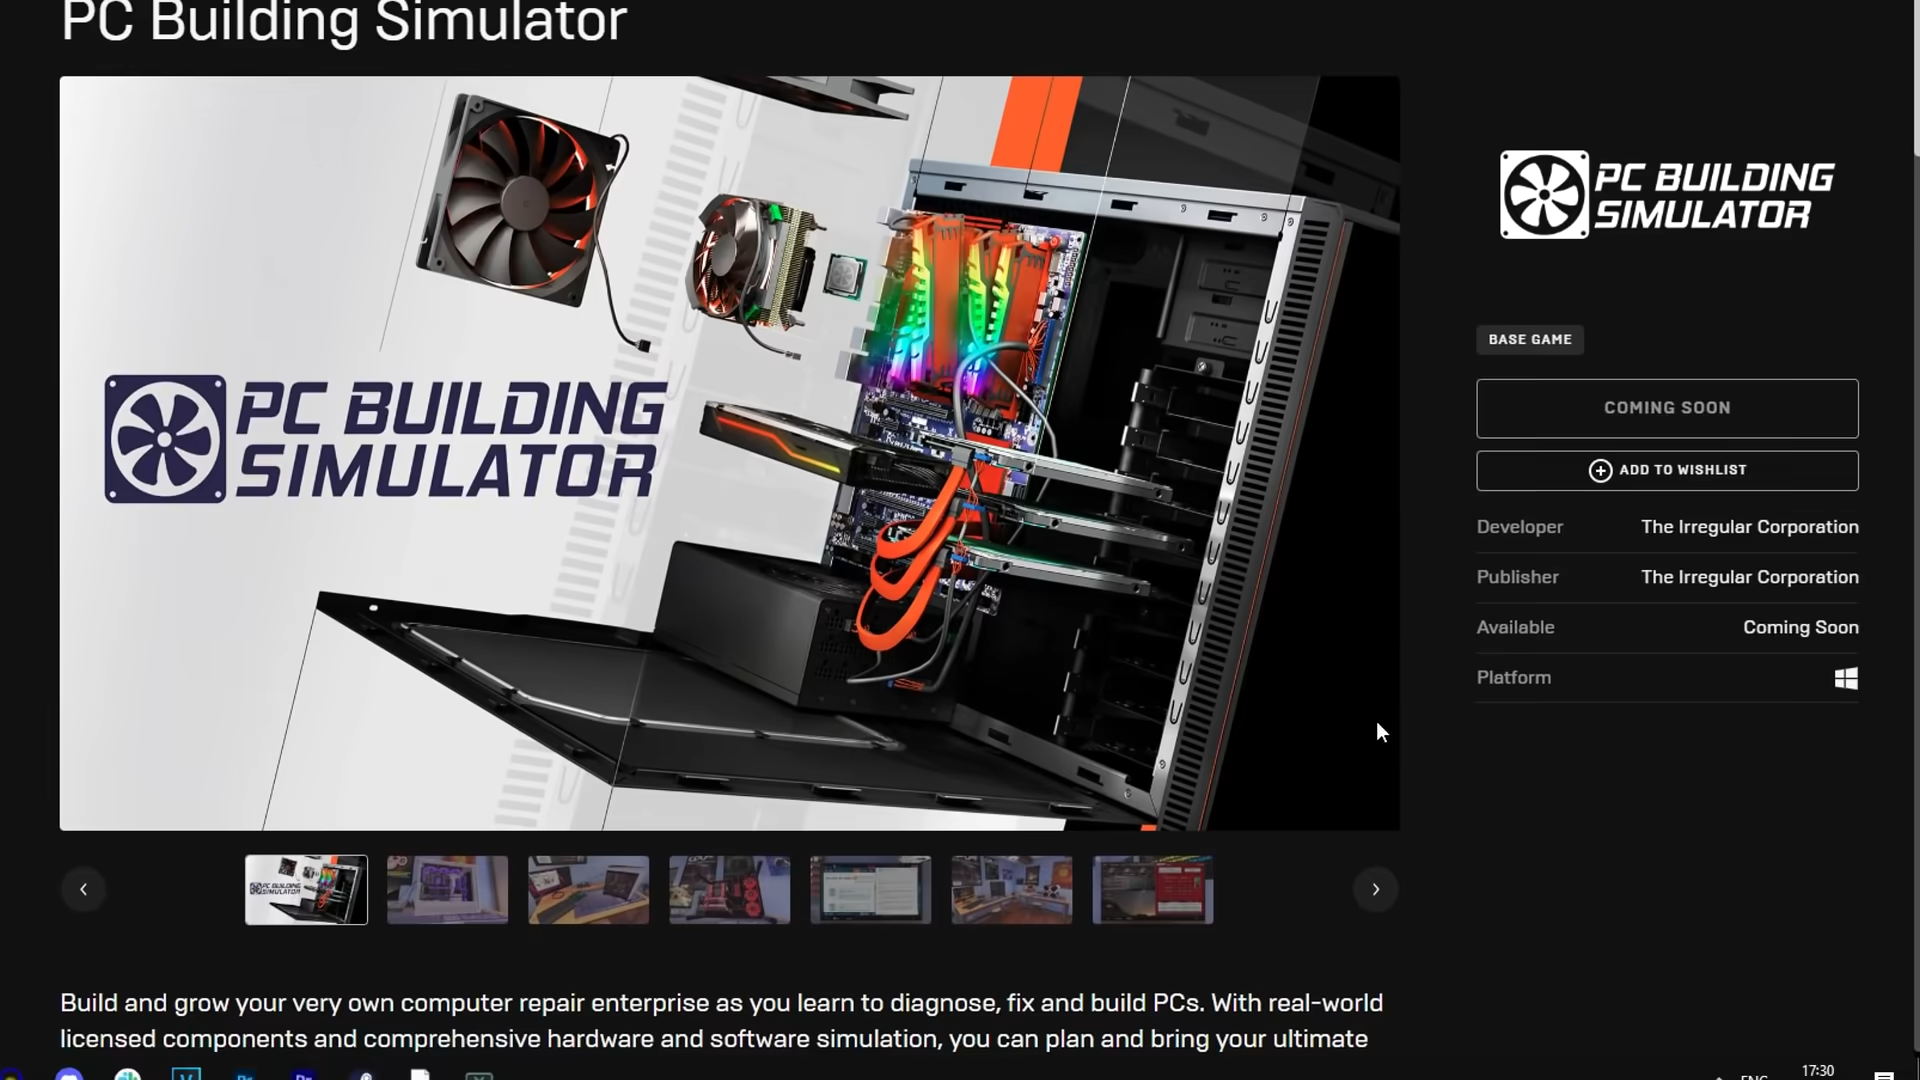 PC Building Simulator
PC BUILDING
SIMULATOR
PC BUILDING
SIMULATOR
BASE GAME
COMING SOON
ADD TO WISHLIST
Developer The Irregular Corporation
Publisher The Irregular Corporation
Available Coming Soon
Platform
Build and grow your very own computer repair enterprise as you learn to diagnose, fix and build PCs. With real-world
licensed components and comprehensive hardware and software simulation, you can plan and bring your ultimate
ENG
17:30